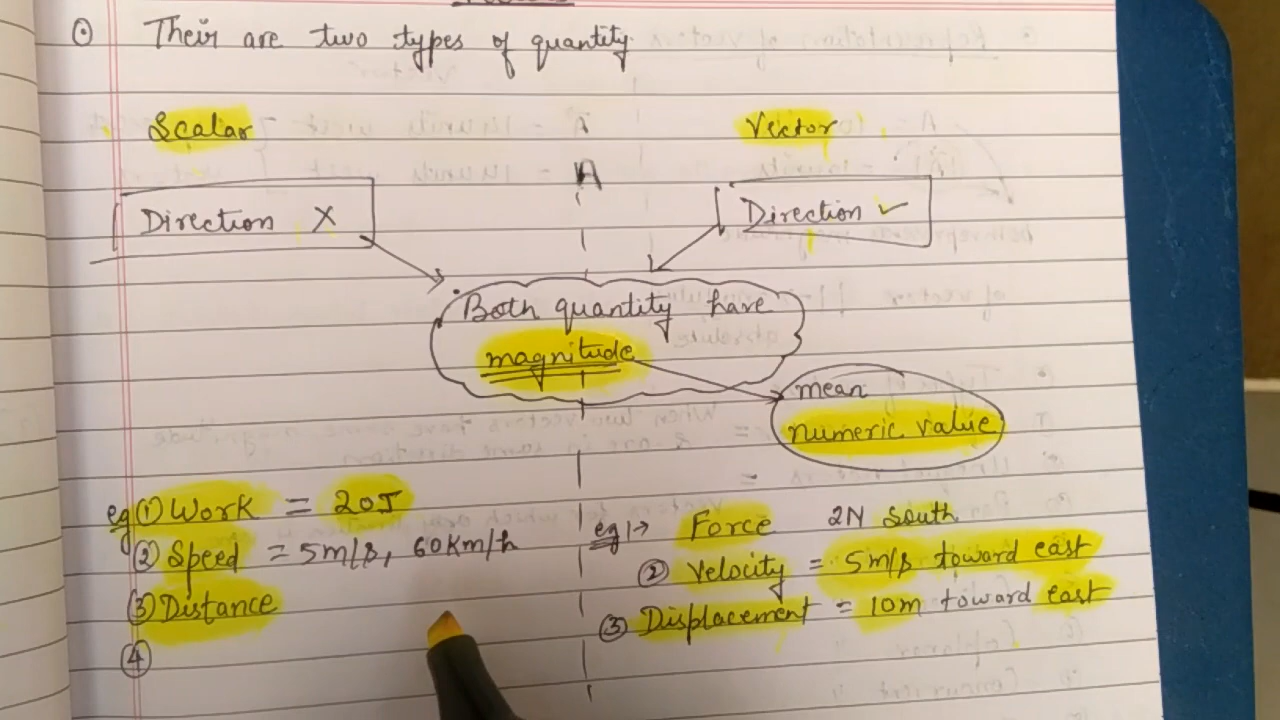 ⊙ Their are two types of quantity
Scalar
Vector
A
Direction X
Direction ✓
Both quantity have
magnitude
mean
numeric value
eg ① Work = 20J
② Speed = 5m/s, 60Km/h
③ Distance
④
eg 1→ Force 2N South
② Velocity = 5m/s toward east
③ Displacement = 10m toward east